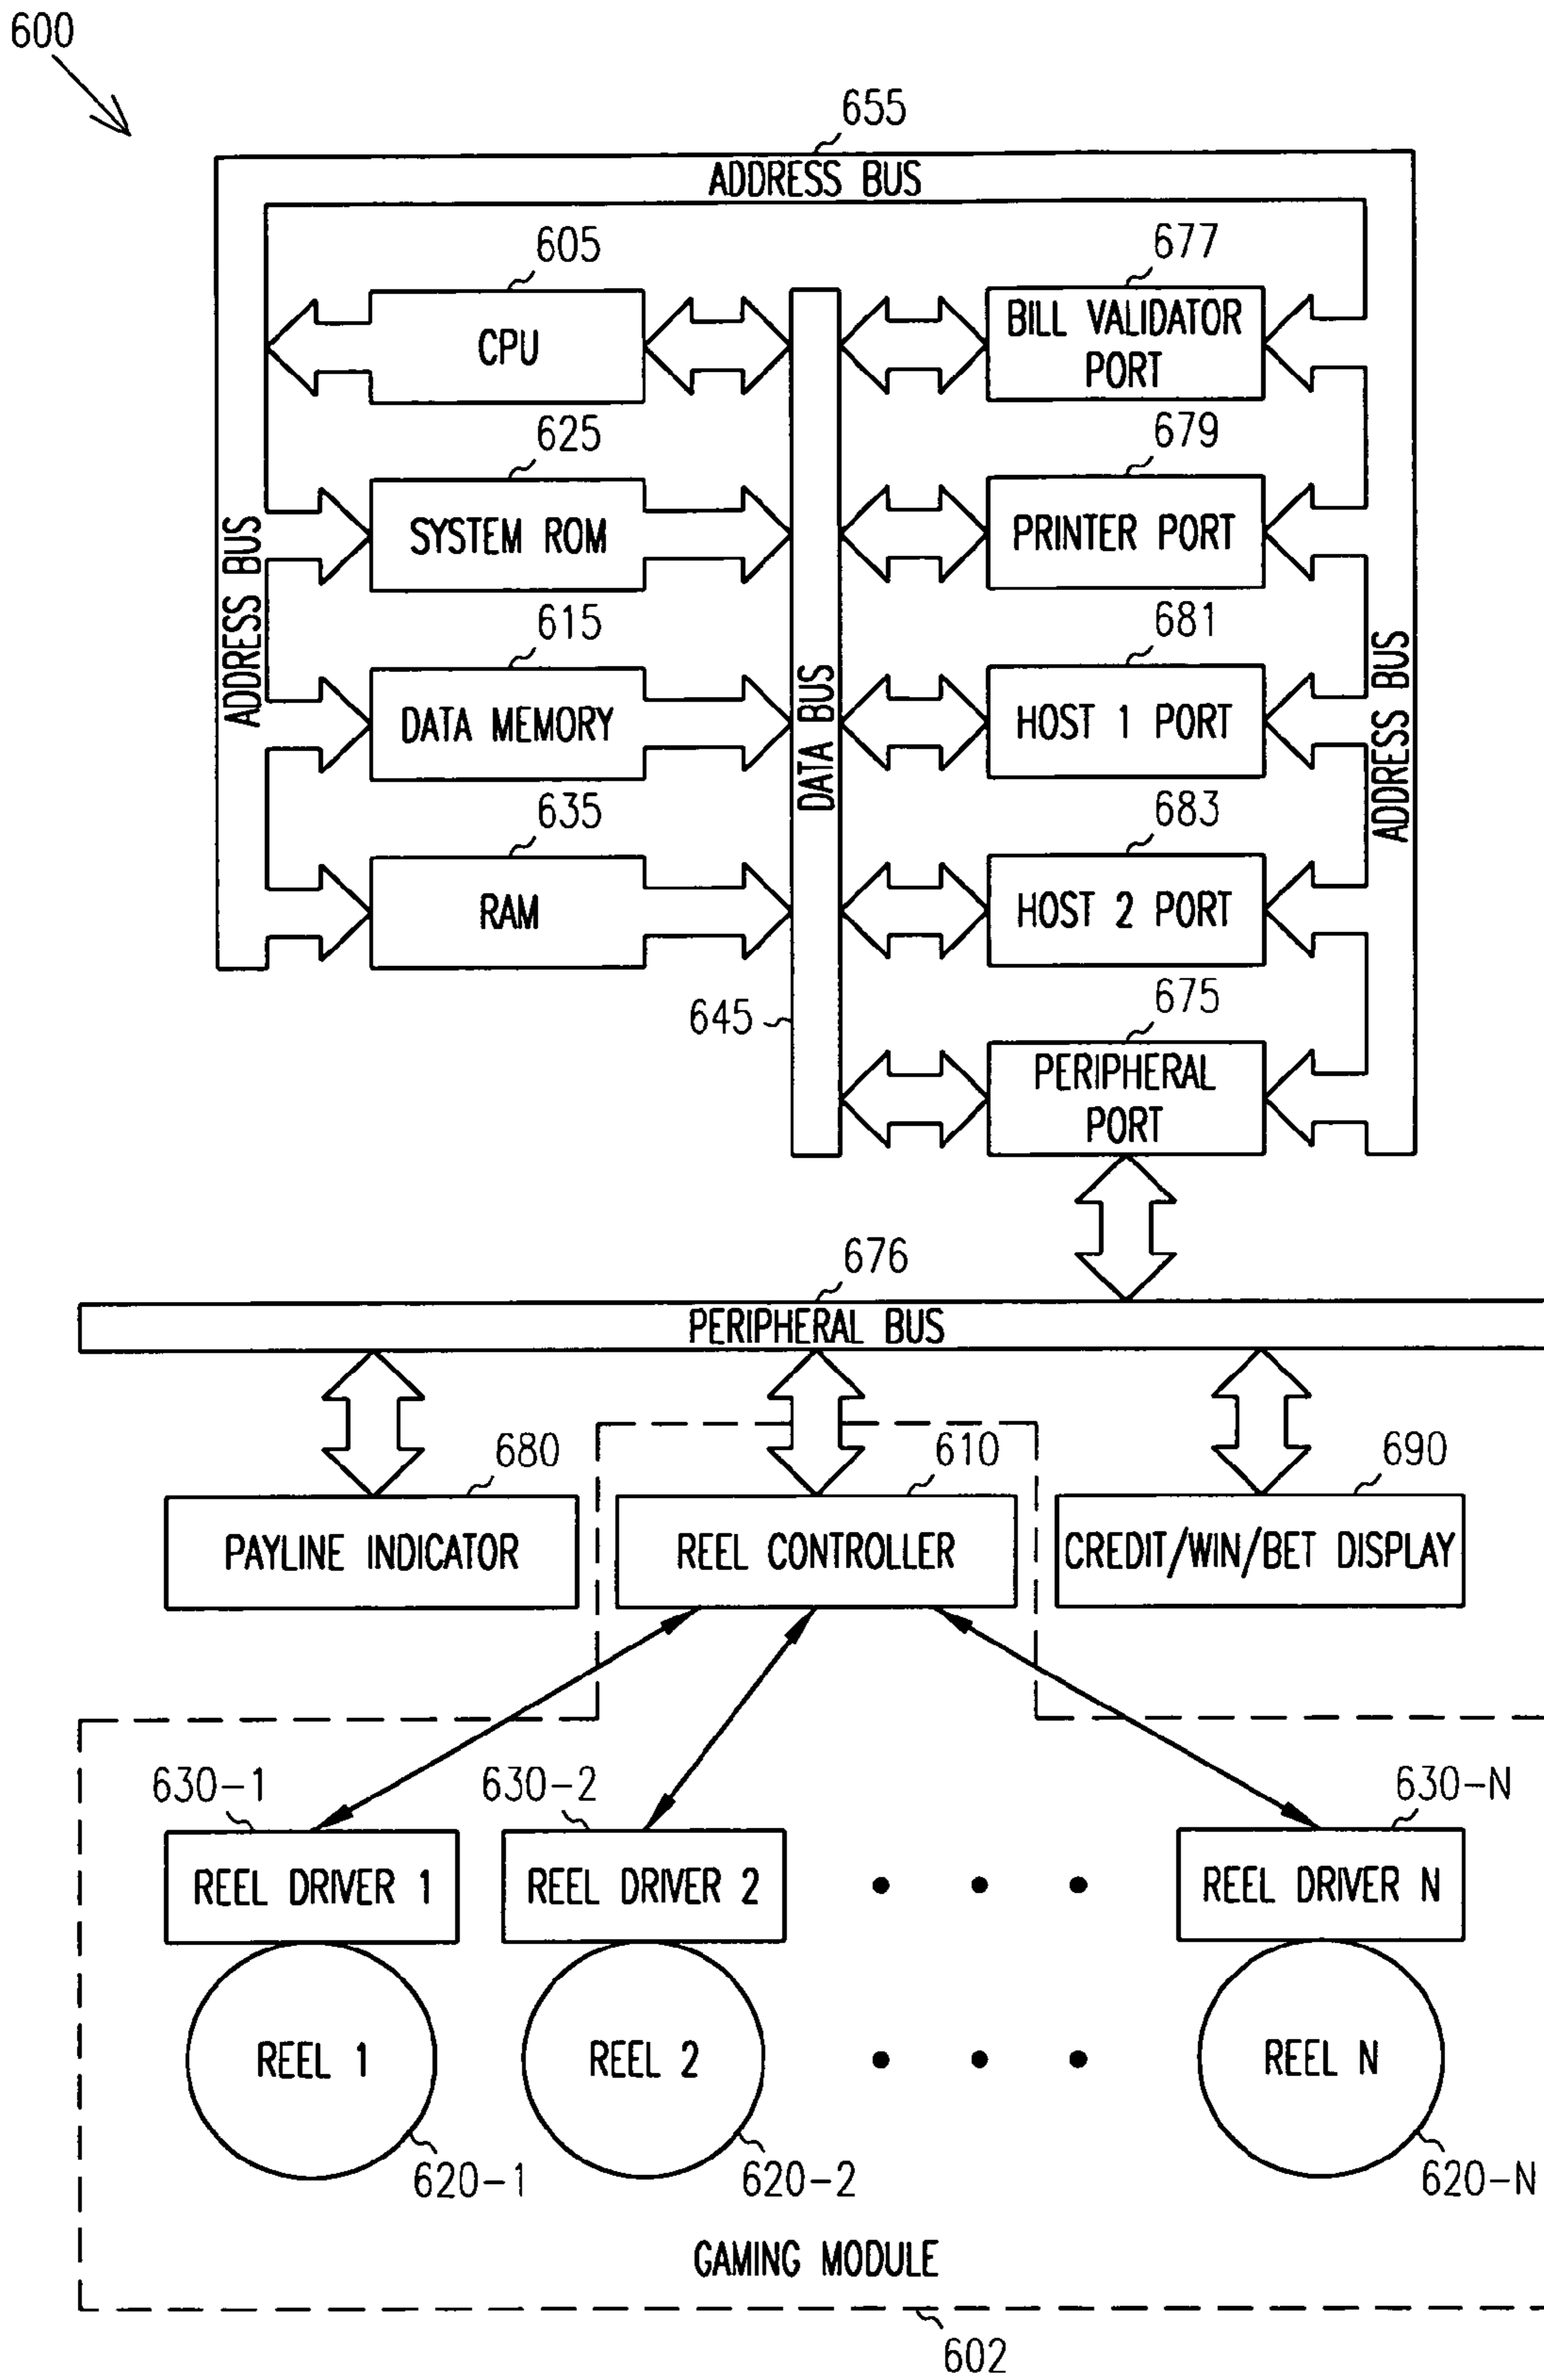 600
655
ADDRESS BUS
605
677
CPU
BILL VALIDATOR
PORT
625
679
SYSTEM ROM
PRINTER PORT
ADDRESS BUS
615
681
DATA MEMORY
DATA BUS
HOST 1 PORT
ADDRESS BUS
635
683
RAM
HOST 2 PORT
645
675
PERIPHERAL
PORT
676
PERIPHERAL BUS
680
610
690
PAYLINE INDICATOR
REEL CONTROLLER
CREDIT/WIN/BET DISPLAY
630-1
630-2
630-N
REEL DRIVER 1
REEL DRIVER 2
REEL DRIVER N
REEL 1
REEL 2
REEL N
620-1
620-2
620-N
GAMING MODULE
602